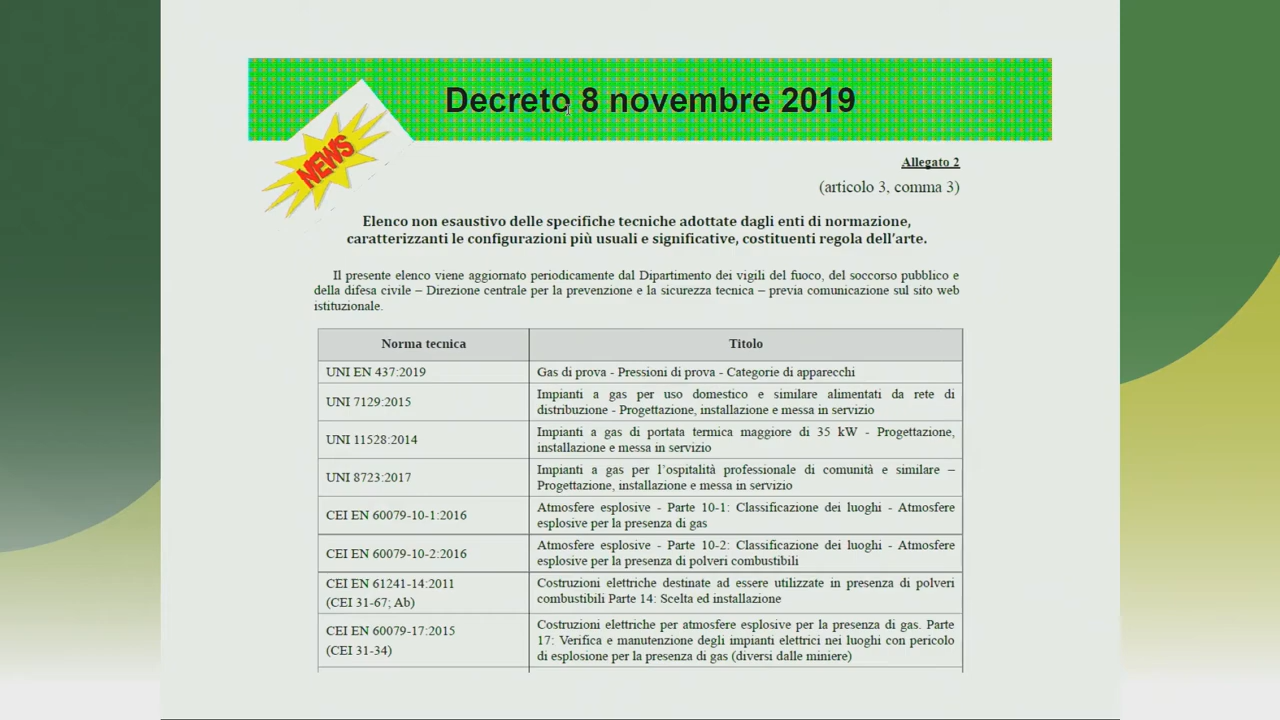 Decreto 8 novembre 2019
NEWS
Allegato 2
(articolo 3, comma 3)
Elenco non esaustivo delle specifiche tecniche adottate dagli enti di normazione,
caratterizzanti le configurazioni più usuali e significative, costituenti regola dell'arte.
Il presente elenco viene aggiornato periodicamente dal Dipartimento dei vigili del fuoco, del soccorso pubblico e
della difesa civile – Direzione centrale per la prevenzione e la sicurezza tecnica – previa comunicazione sul sito web
istituzionale.
Norma tecnica Titolo
UNI EN 437:2019 Gas di prova - Pressioni di prova - Categorie di apparecchi
UNI 7129:2015 Impianti a gas per uso domestico e similare alimentati da rete di
distribuzione - Progettazione, installazione e messa in servizio
UNI 11528:2014 Impianti a gas di portata termica maggiore di 35 kW - Progettazione,
installazione e messa in servizio
UNI 8723:2017 Impianti a gas per l'ospitalità professionale di comunità e similare –
Progettazione, installazione e messa in servizio
CEI EN 60079-10-1:2016 Atmosfere esplosive - Parte 10-1: Classificazione dei luoghi - Atmosfere
esplosive per la presenza di gas
CEI EN 60079-10-2:2016 Atmosfere esplosive - Parte 10-2: Classificazione dei luoghi - Atmosfere
esplosive per la presenza di polveri combustibili
CEI EN 61241-14:2011 Costruzioni elettriche destinate ad essere utilizzate in presenza di polveri
(CEI 31-67; Ab) combustibili Parte 14: Scelta ed installazione
CEI EN 60079-17:2015 Costruzioni elettriche per atmosfere esplosive per la presenza di gas. Parte
(CEI 31-34) 17: Verifica e manutenzione degli impianti elettrici nei luoghi con pericolo
di esplosione per la presenza di gas (diversi dalle miniere)